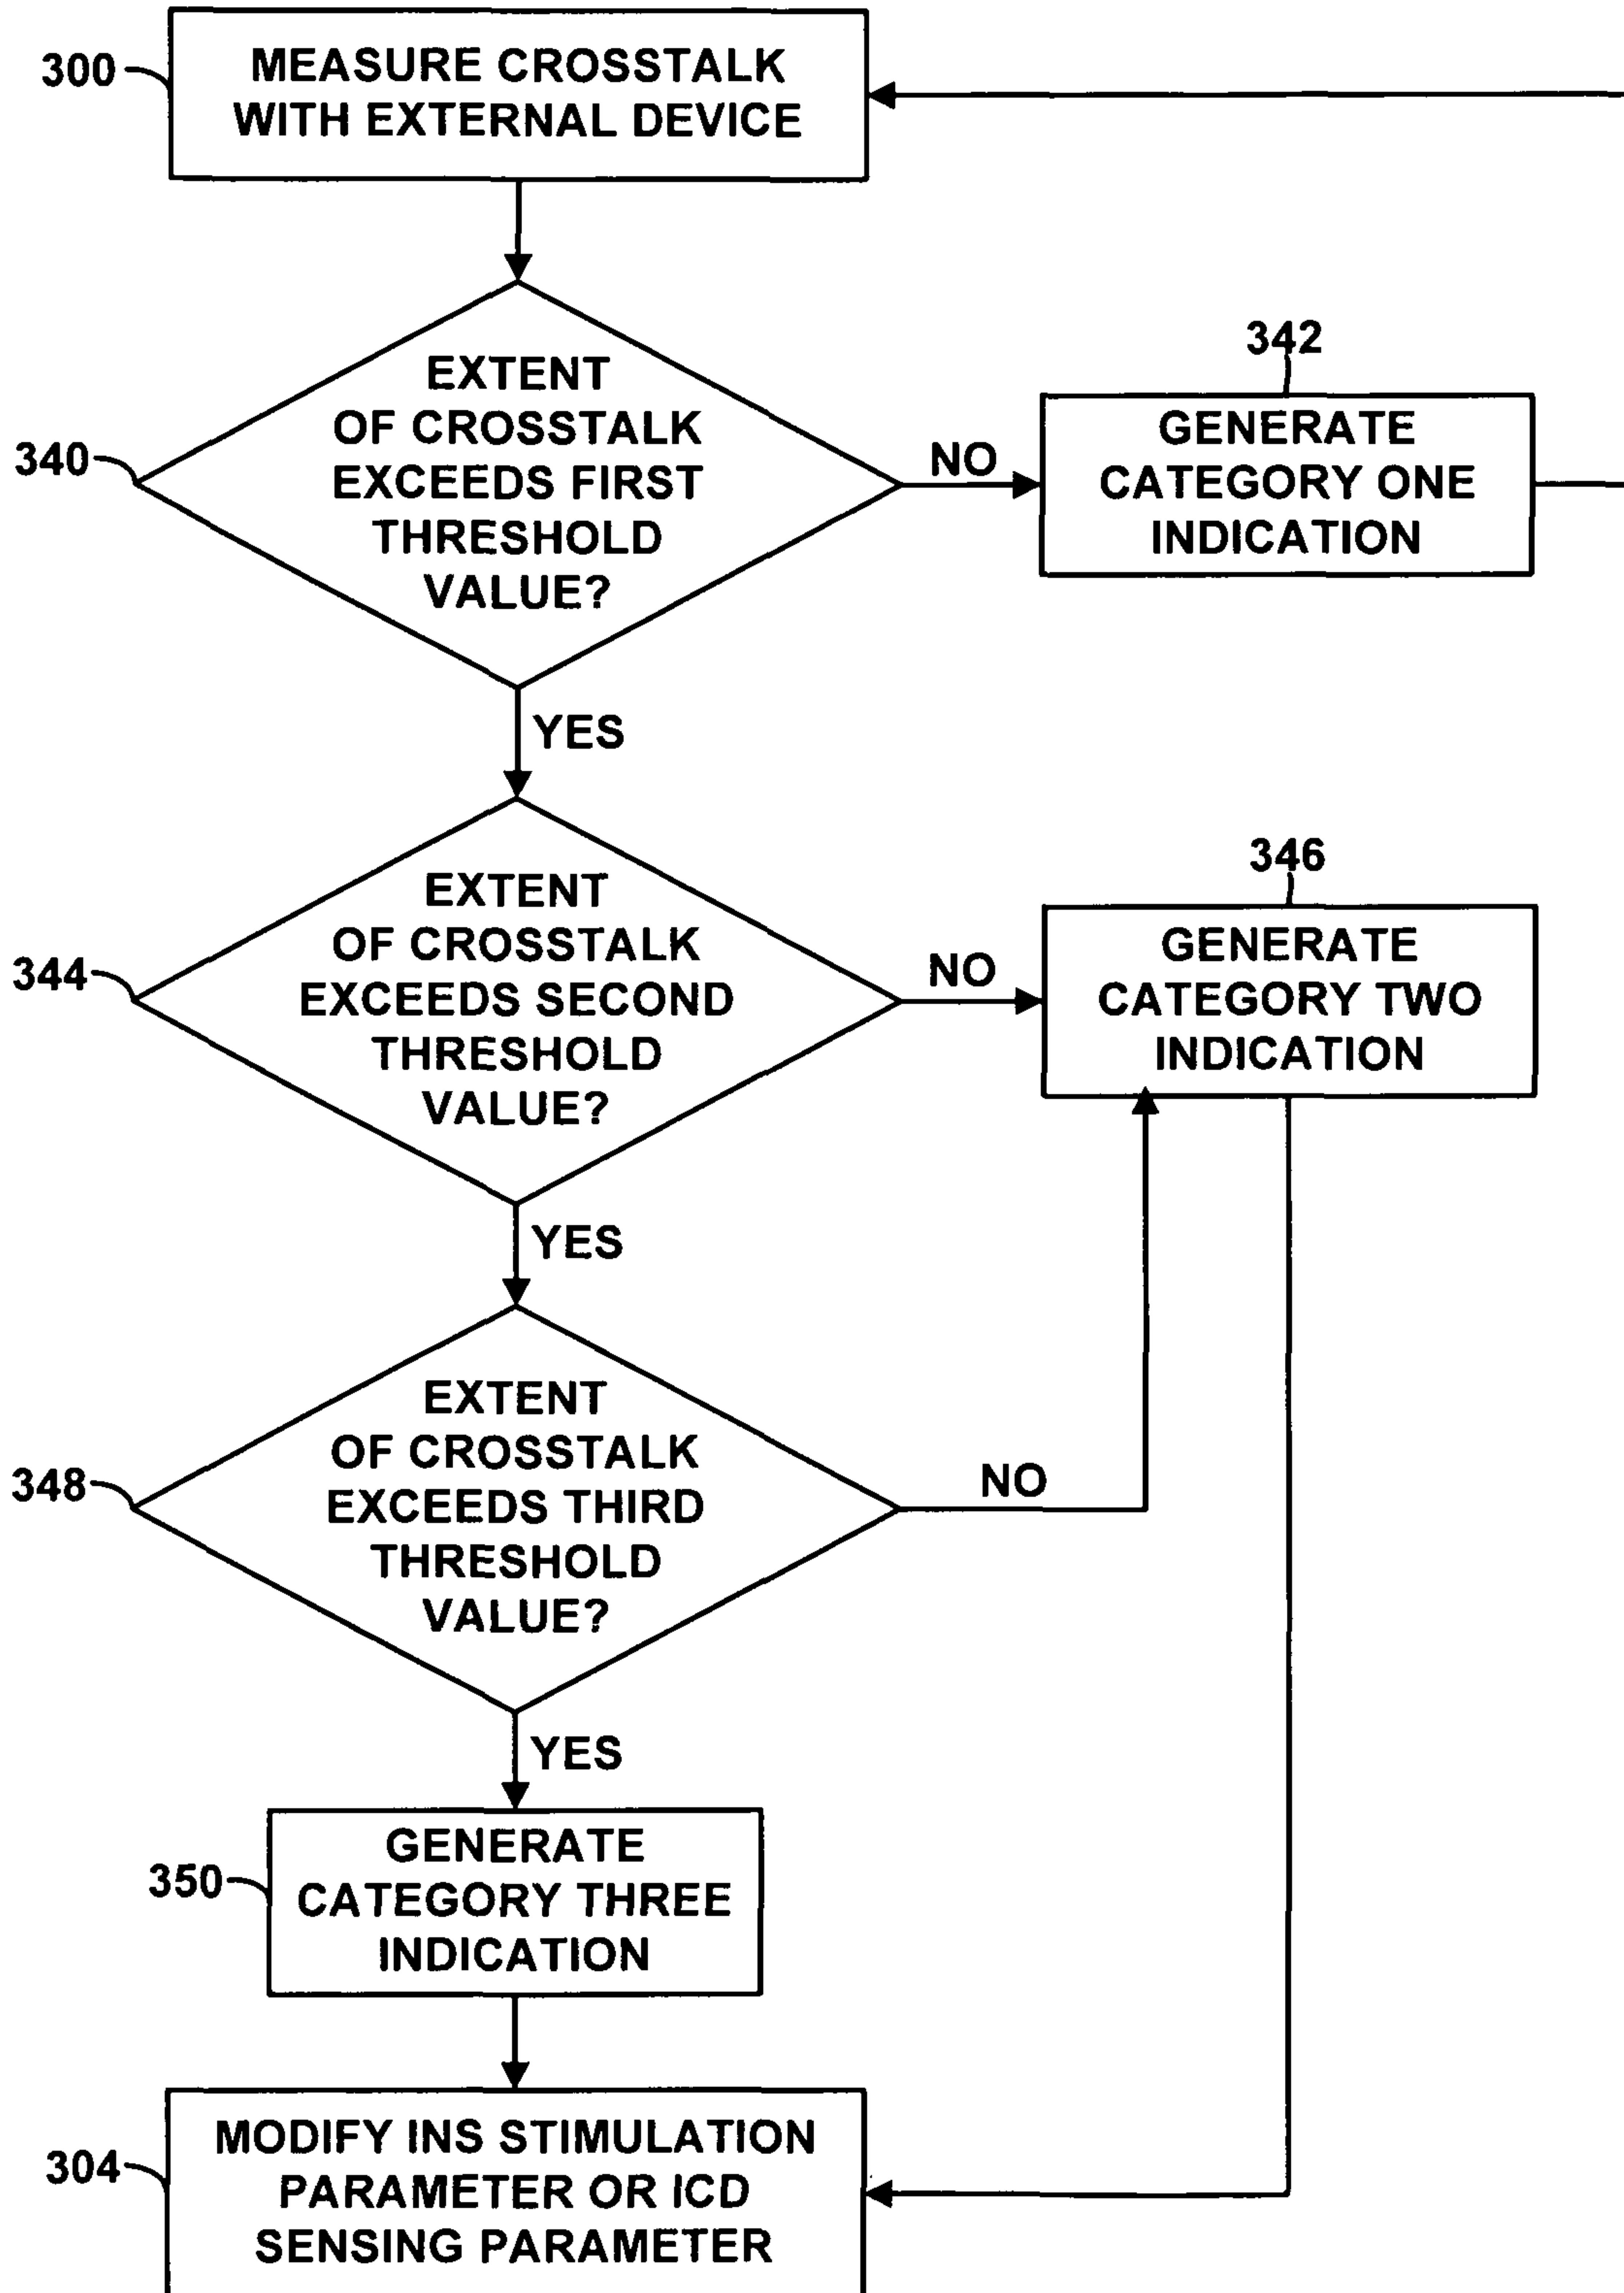 300
MEASURE CROSSTALK
WITH EXTERNAL DEVICE
340
EXTENT
OF CROSSTALK
EXCEEDS FIRST
THRESHOLD
VALUE?
NO
342
GENERATE
CATEGORY ONE
INDICATION
YES
344
EXTENT
OF CROSSTALK
EXCEEDS SECOND
THRESHOLD
VALUE?
NO
346
GENERATE
CATEGORY TWO
INDICATION
YES
348
EXTENT
OF CROSSTALK
EXCEEDS THIRD
THRESHOLD
VALUE?
NO
YES
350
GENERATE
CATEGORY THREE
INDICATION
304
MODIFY INS STIMULATION
PARAMETER OR ICD
SENSING PARAMETER